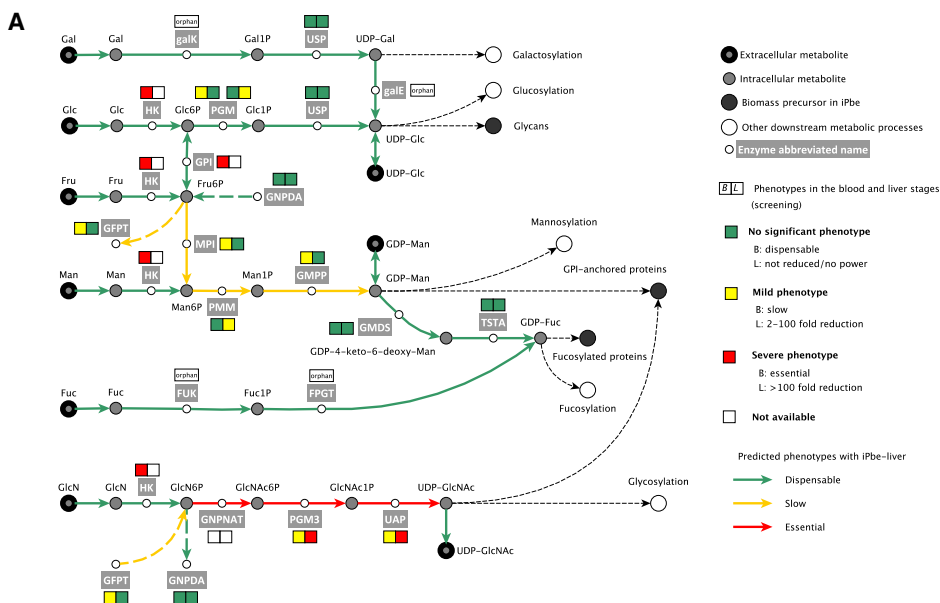 A
orphan
Gal
Gal
galK
Gal1P
USP
UDP-Gal
Galactosylation
galE
orphan
Glucosylation
Glc
Glc
HK
Glc6P
PGM
Glc1P
USP
UDP-Glc
Glycans
GPI
UDP-Glc
Fru
Fru
HK
Fru6P
GNPDA
GFPT
MPI
Mannosylation
GDP-Man
GPI-anchored proteins
Man
Man
HK
Man6P
PMM
Man1P
GMPP
GDP-Man
GMDS
TSTA
GDP-Fuc
GDP-4-keto-6-deoxy-Man
Fucosylated proteins
Fucosylation
orphan
orphan
Fuc
Fuc
FUK
Fuc1P
FPGT
GlcN
GlcN
HK
GlcN6P
GNPNAT
GlcNAc6P
PGM3
GlcNAc1P
UAP
UDP-GlcNAc
Glycosylation
UDP-GlcNAc
GFPT
GNPDA
Extracellular metabolite
Intracellular metabolite
Biomass precursor in iPbe
Other downstream metabolic processes
Enzyme abbreviated name
B L Phenotypes in the blood and liver stages
(screening)
No significant phenotype
B: dispensable
L: not reduced/no power
Mild phenotype
B: slow
L: 2-100 fold reduction
Severe phenotype
B: essential
L: >100 fold reduction
Not available
Predicted phenotypes with iPbe-liver
Dispensable
Slow
Essential